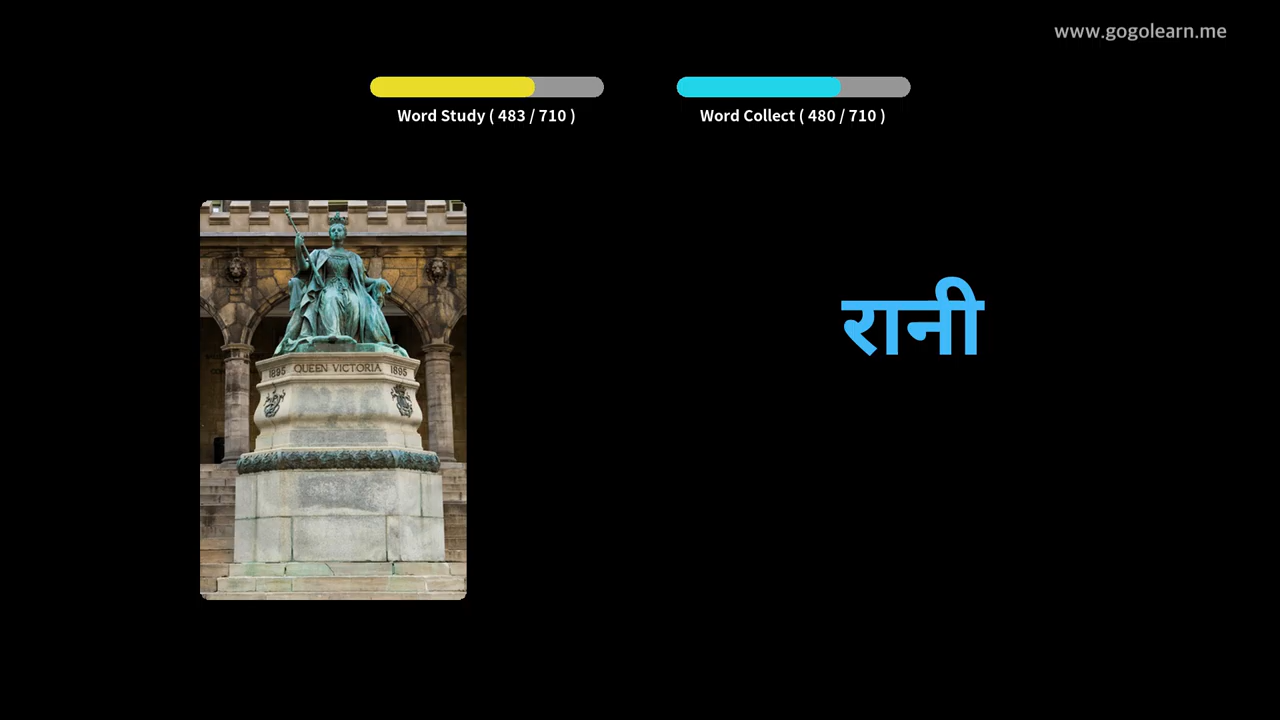 www.gogolearn.me
Word Study ( 483 / 710 )
Word Collect ( 480 / 710 )
रानी
1895 QUEEN VICTORIA 1895